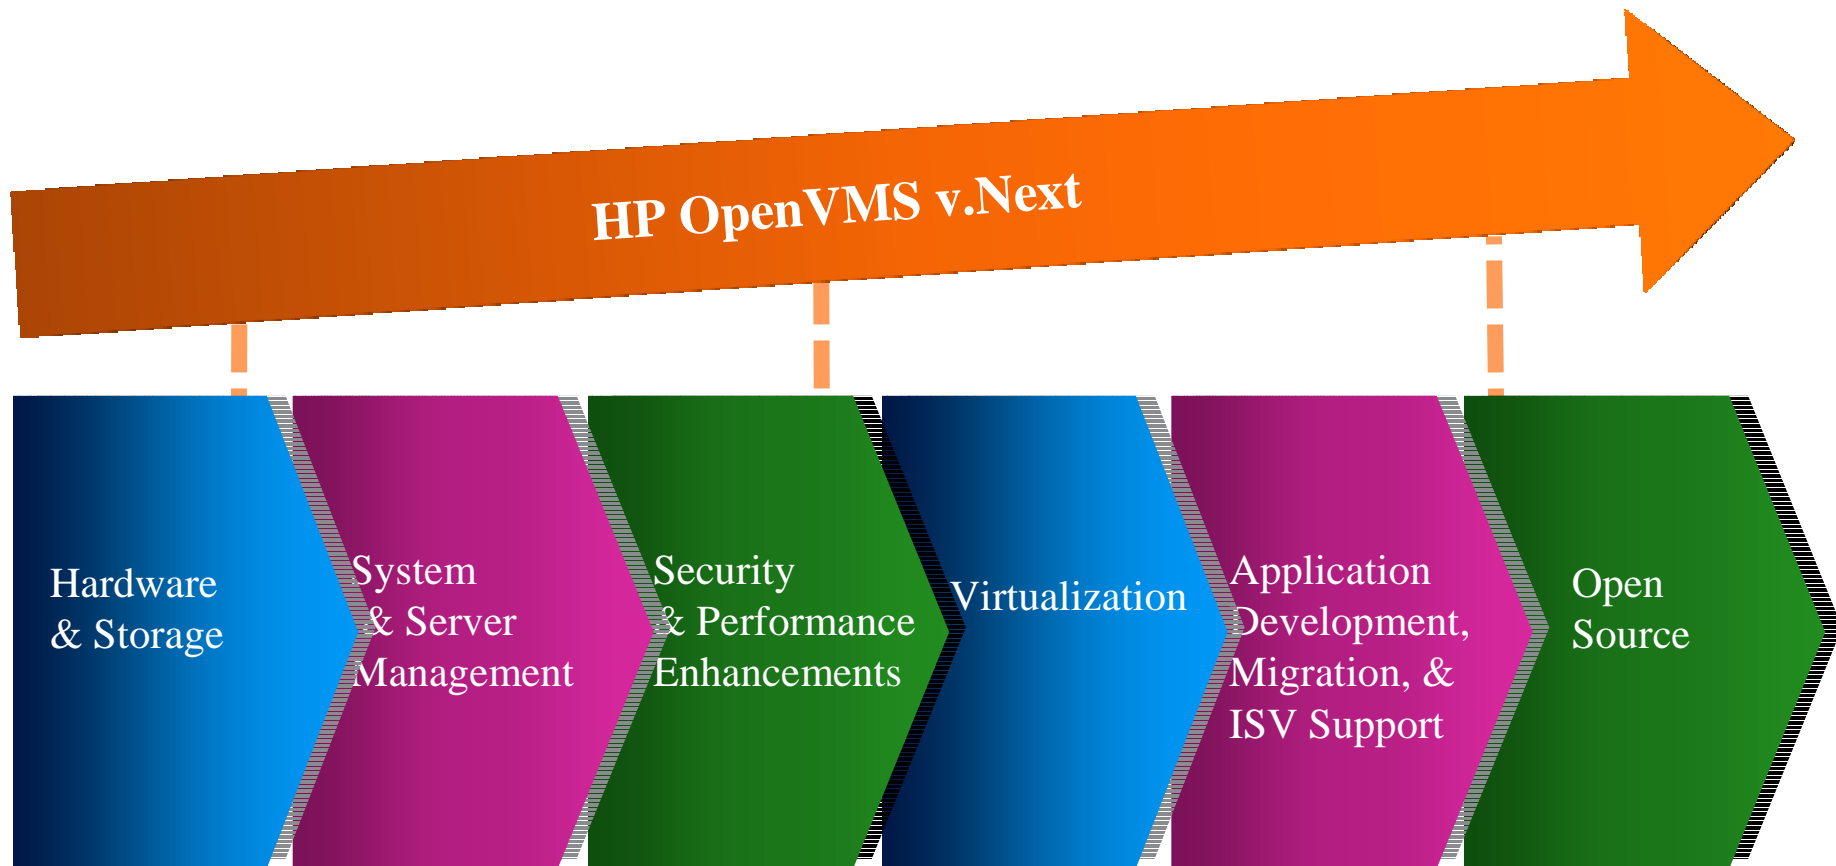 HP OpenVMS v.Next
Hardware
& Storage
System
& Server
Management
Security
& Performance
Enhancements
Virtualization
Application
Development,
Migration, &
ISV Support
Open
Source